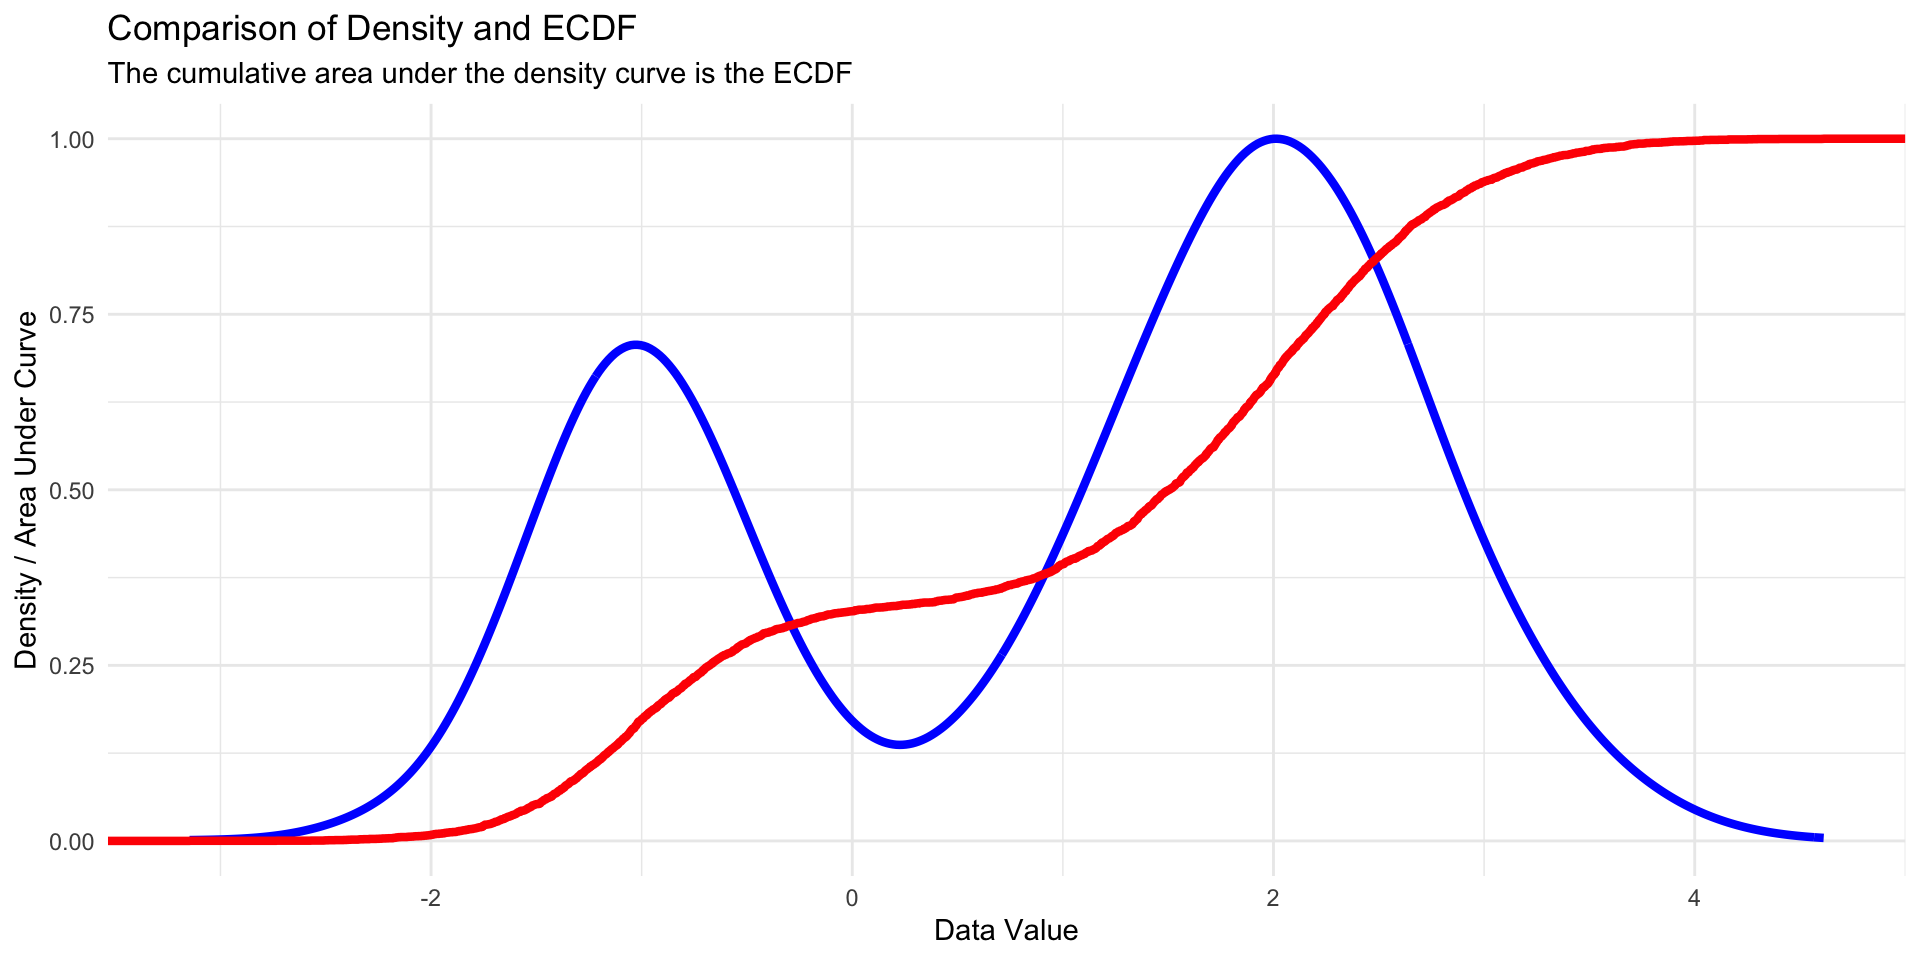 Comparison of Density and ECDF
The cumulative area under the density curve is the ECDF
Density / Area Under Curve
1.00
0.75
0.50
0.25
0.00
-2 0 2 4
Data Value